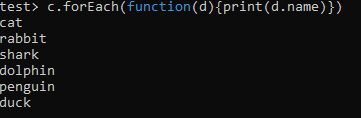 test> c.forEach(function(d){print(d.name)})
cat
rabbit
shark
dolphin
penguin
duck